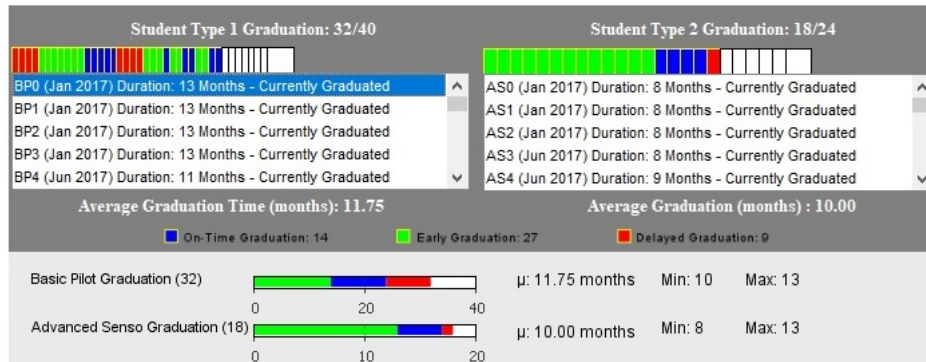 Student Type 1 Graduation: 32/40
Student Type 2 Graduation: 18/24
BP0 (Jan 2017) Duration: 13 Months - Currently Graduated
BP1 (Jan 2017) Duration: 13 Months - Currently Graduated
BP2 (Jan 2017) Duration: 13 Months - Currently Graduated
BP3 (Jan 2017) Duration: 13 Months - Currently Graduated
BP4 (Jun 2017) Duration: 11 Months - Currently Graduated
AS0 (Jan 2017) Duration: 8 Months - Currently Graduated
AS1 (Jan 2017) Duration: 8 Months - Currently Graduated
AS2 (Jan 2017) Duration: 8 Months - Currently Graduated
AS3 (Jun 2017) Duration: 8 Months - Currently Graduated
AS4 (Jun 2017) Duration: 9 Months - Currently Graduated
Average Graduation Time (months): 11.75
Average Graduation (months) : 10.00
On-Time Graduation: 14
Early Graduation: 27
Delayed Graduation: 9
Basic Pilot Graduation (32)
0 20 40
μ: 11.75 months Min: 10 Max: 13
Advanced Senso Graduation (18)
0 10 20
μ: 10.00 months Min: 8 Max: 13